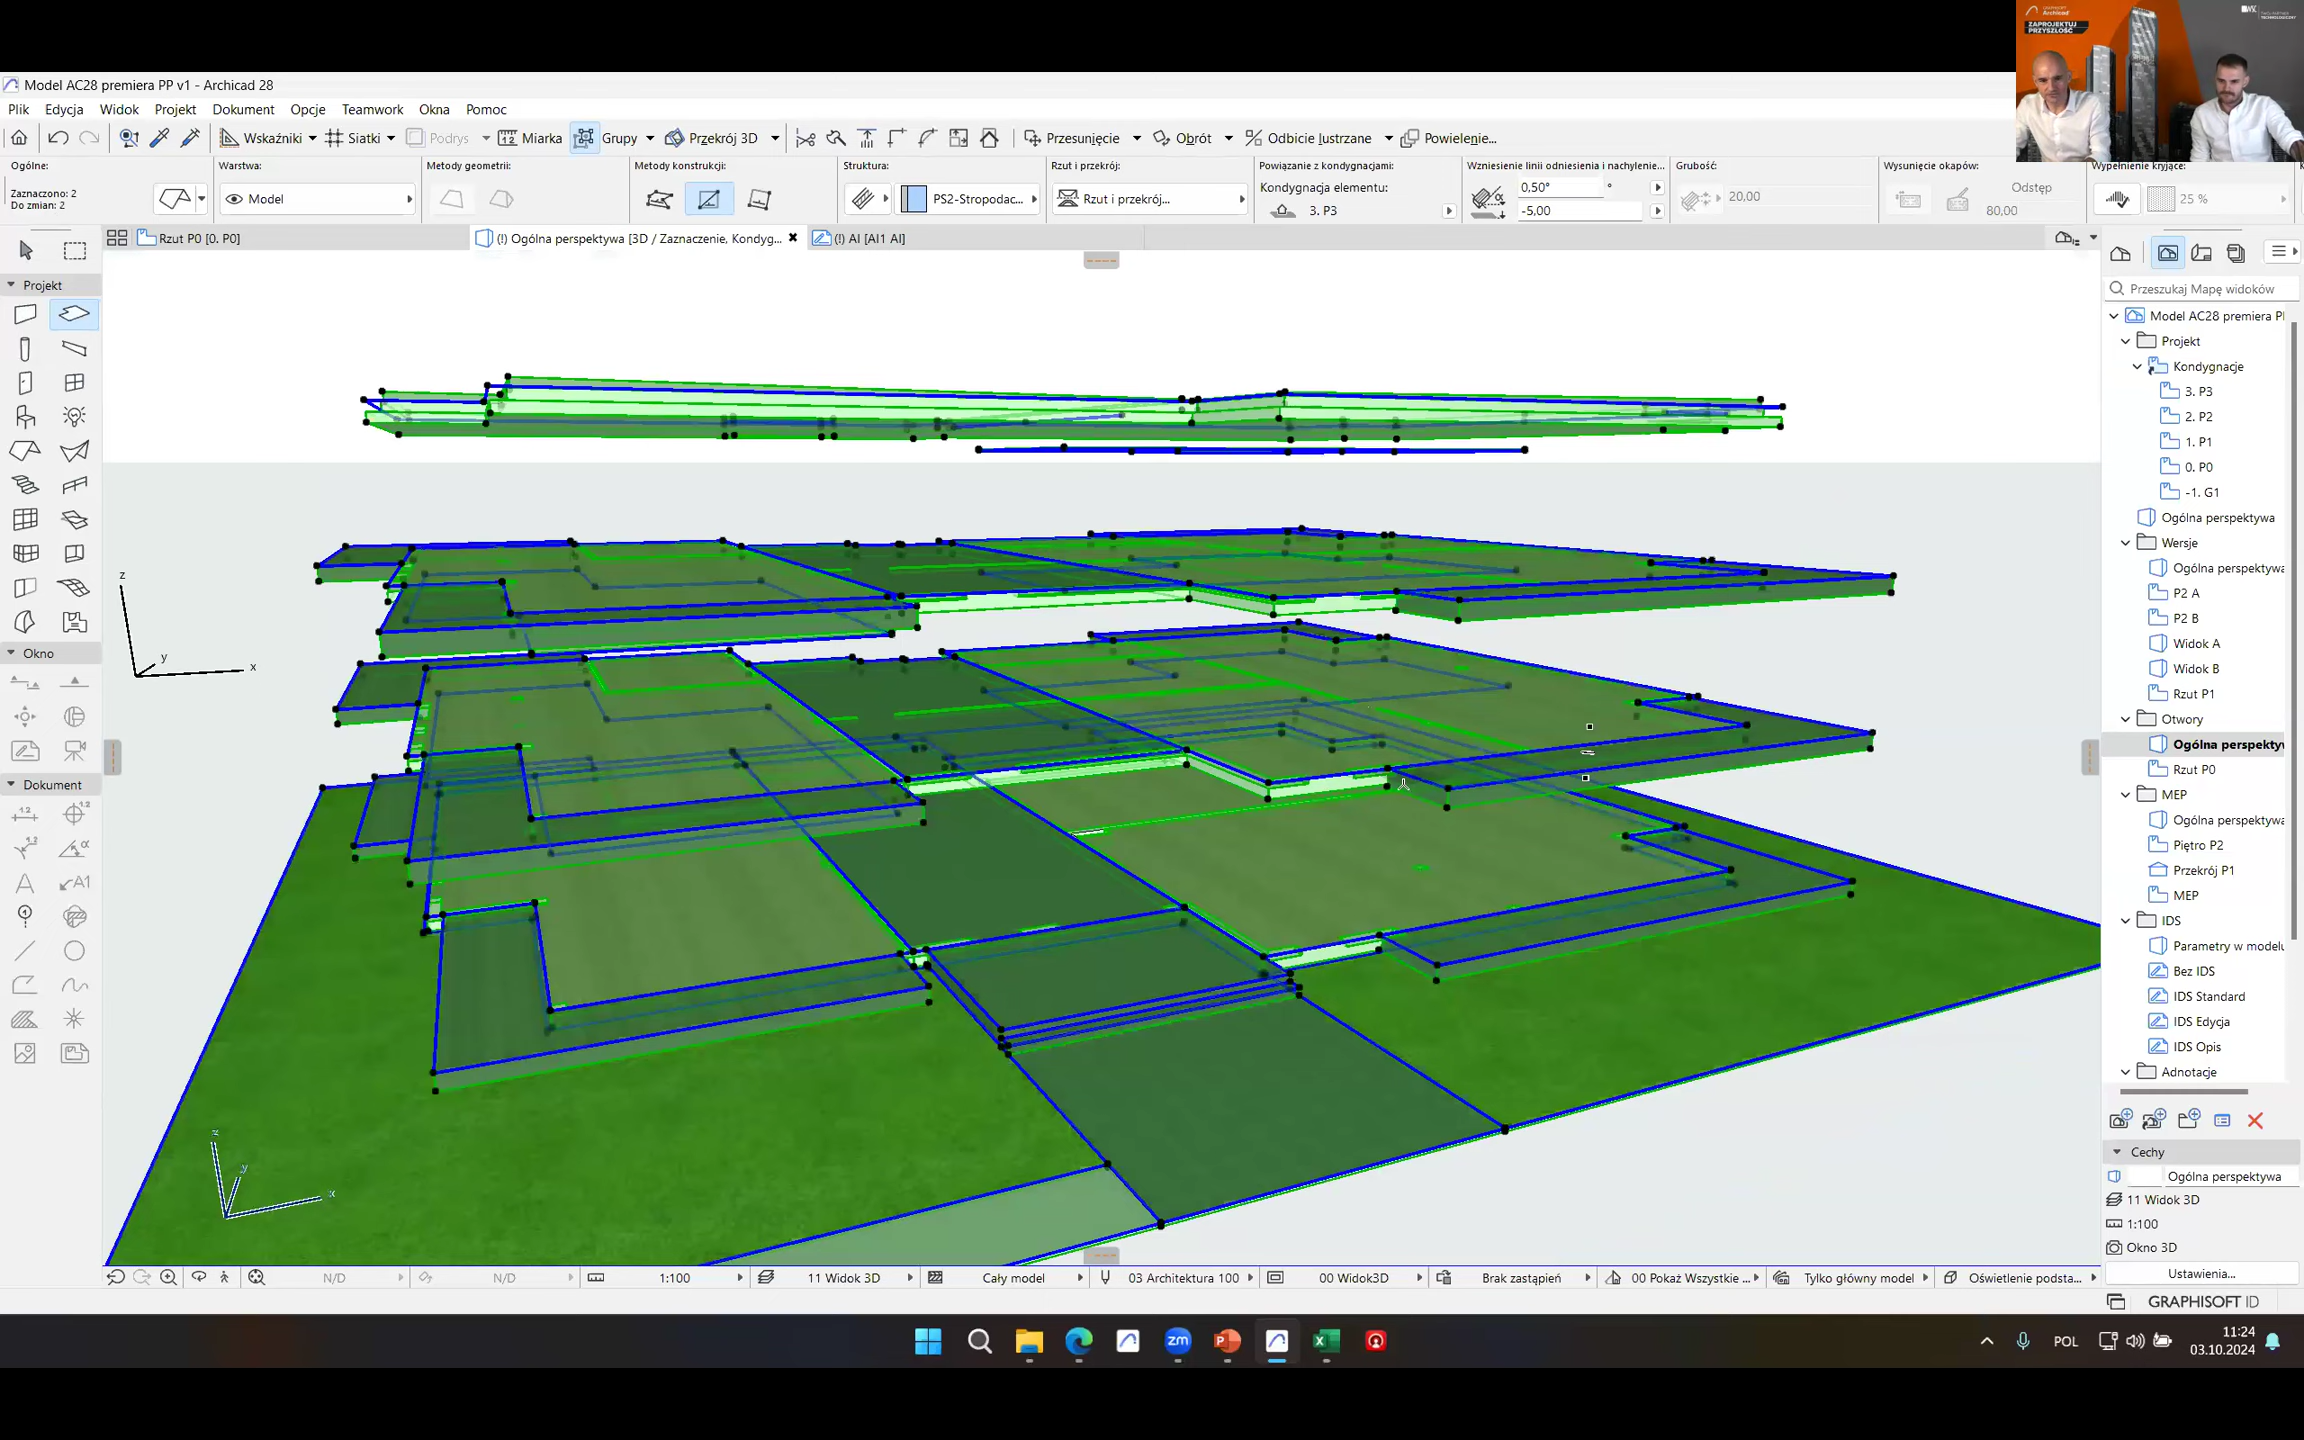 GRAPHISOFT
Archicad
ZAPROJEKTUJ
PRZYSZŁOŚĆ
Model AC28 premiera PP v1 - Archicad 28
Plik Edycja Widok Projekt Dokument Opcje Teamwork Okna Pomoc
Wskaźniki Siatki Podrys Miarka Grupy Przekrój 3D Przesunięcie Obrót Odbicie lustrzane Powielenie...
Ogólne: Warstwa: Metody geometrii: Metody konstrukcji: Struktura: Rzut i przekrój: Powiązanie z kondygnacjami: Wzniesienie linii odniesienia i nachylenie... Grubość: Wysunięcie okapów: Wypełnienie kryjące:
Zaznaczono: 2
Do zmian: 2
Model
PS2-Stropodac...
Rzut i przekrój...
Kondygnacja elementu:
3. P3
0,50° °
-5,00
20,00
Odstęp
80,00
25 %
Rzut P0 [0. P0]
(!) Ogólna perspektywa [3D / Zaznaczenie, Kondyg...
(!) AI [AI1 AI]
Projekt
Okno
Dokument
z
y
x
z
y
x
Przeszukaj Mapę widoków
Model AC28 premiera P
Projekt
Kondygnacje
3. P3
2. P2
1. P1
0. P0
-1. G1
Ogólna perspektywa
Wersje
Ogólna perspektywa
P2 A
P2 B
Widok A
Widok B
Rzut P1
Otwory
Ogólna perspekty
Rzut P0
MEP
Ogólna perspektywa
Piętro P2
Przekrój P1
MEP
IDS
Parametry w modelu
Bez IDS
IDS Standard
IDS Edycja
IDS Opis
Adnotacje
Cechy
Ogólna perspektywa
11 Widok 3D
1:100
Okno 3D
Ustawienia...
N/D N/D 1:100 11 Widok 3D Cały model 03 Architektura 100 00 Widok3D Brak zastąpień 00 Pokaż Wszystkie ... Tylko główny model Oświetlenie podsta...
GRAPHISOFT ID
zm
POL
11:24
03.10.2024